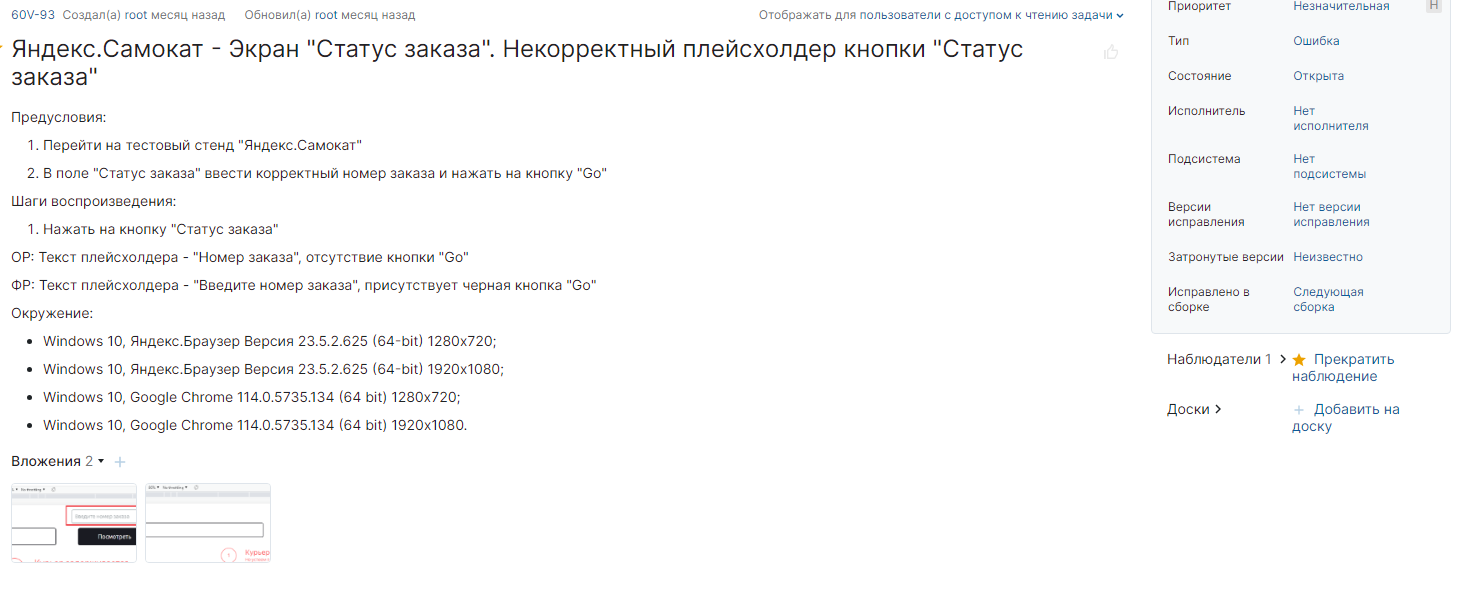 60V-93 Создал(а) root месяц назад Обновил(а) root месяц назад Отображать для пользователи с доступом к чтению задачи
Яндекс.Самокат - Экран "Статус заказа". Некорректный плейсхолдер кнопки "Статус
заказа"
Предусловия:
1. Перейти на тестовый стенд "Яндекс.Самокат"
2. В поле "Статус заказа" ввести корректный номер заказа и нажать на кнопку "Go"
Шаги воспроизведения:
1. Нажать на кнопку "Статус заказа"
ОР: Текст плейсхолдера - "Номер заказа", отсутствие кнопки "Go"
ФР: Текст плейсхолдера - "Введите номер заказа", присутствует черная кнопка "Go"
Окружение:
Windows 10, Яндекс.Браузер Версия 23.5.2.625 (64-bit) 1280x720;
Windows 10, Яндекс.Браузер Версия 23.5.2.625 (64-bit) 1920x1080;
Windows 10, Google Chrome 114.0.5735.134 (64 bit) 1280x720;
Windows 10, Google Chrome 114.0.5735.134 (64 bit) 1920x1080.
Вложения 2
Введите номер заказа
Посмотреть
Курьер
Приоритет Незначительная Н
Тип Ошибка
Состояние Открыта
Исполнитель Нет
исполнителя
Подсистема Нет
подсистемы
Версии Нет версии
исправления исправления
Затронутые версии Неизвестно
Исправлено в Следующая
сборке сборка
Наблюдатели 1 Прекратить
наблюдение
Доски Добавить на
доску